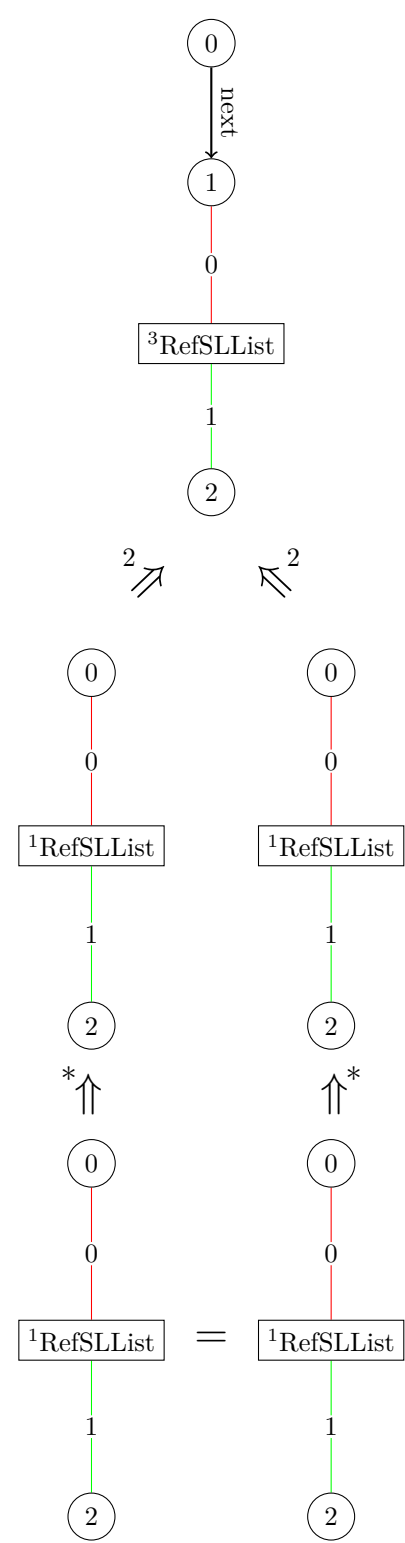 0
next
1
0
³RefSLList
1
2
2 ⇗ ⇖ 2
0 0
0 0
¹RefSLList ¹RefSLList
1 1
2 2
*⇑ ⇑*
0 0
0 0
¹RefSLList = ¹RefSLList
1 1
2 2